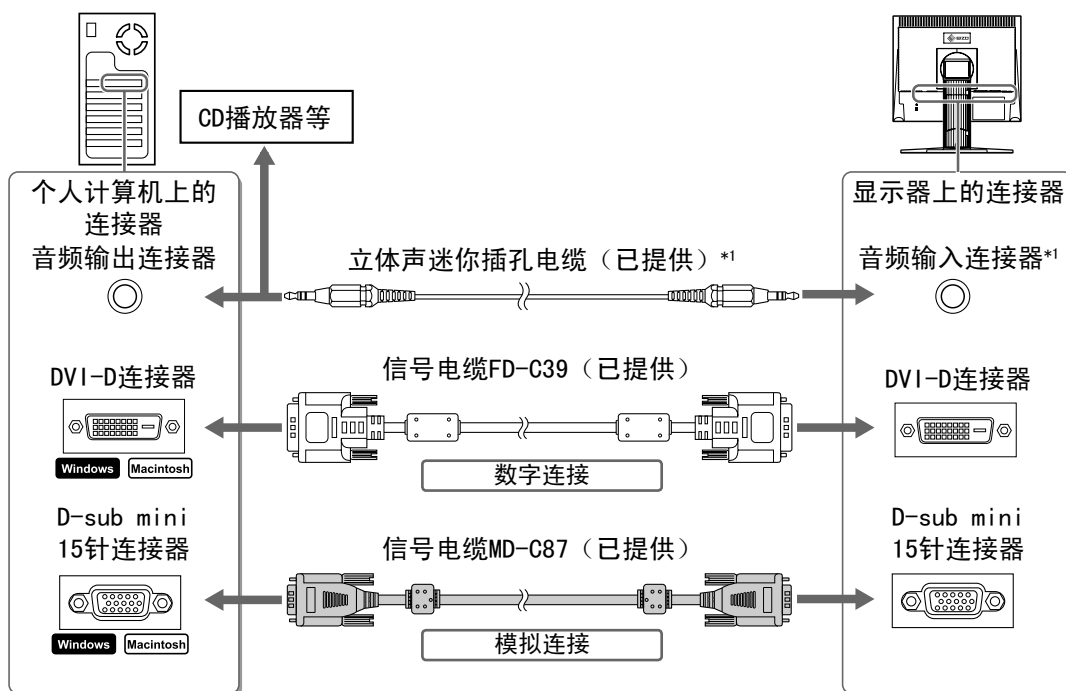 EIZO
CD播放器等
个人计算机上的
连接器
显示器上的连接器
音频输出连接器
立体声迷你插孔电缆（已提供）*1
音频输入连接器*1
DVI-D连接器
信号电缆FD-C39（已提供）
DVI-D连接器
Windows Macintosh
数字连接
D-sub mini
15针连接器
信号电缆MD-C87（已提供）
D-sub mini
15针连接器
Windows Macintosh
模拟连接